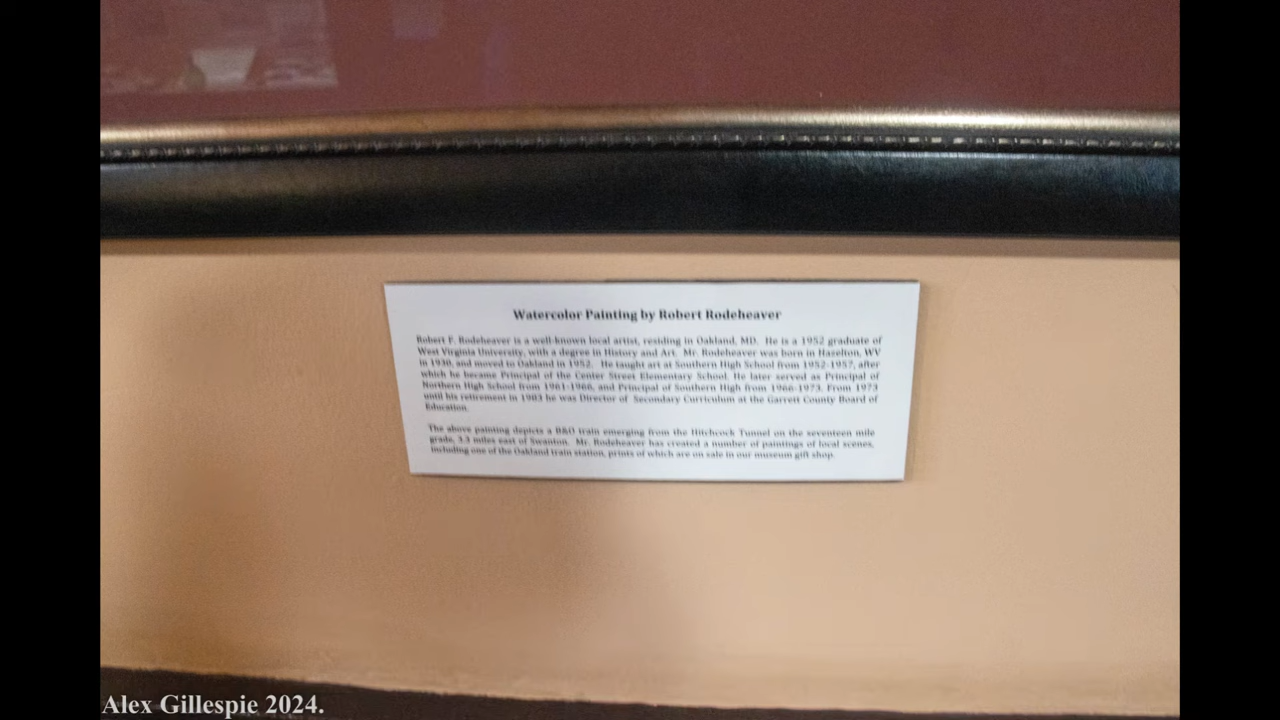 Watercolor Painting by Robert Rodeheaver
Robert F. Rodeheaver is a well-known local artist, residing in Oakland, MD. He is a 1952 graduate of
West Virginia University, with a degree in History and Art. Mr. Rodeheaver was born in Hazelton, WV
in 1930, and moved to Oakland in 1952. He taught art at Southern High School from 1952-1957, after
which he became Principal of the Center Street Elementary School. He later served as Principal of
Northern High School from 1961-1966, and Principal of Southern High from 1966-1973. From 1973
until his retirement in 1983 he was Director of Secondary Curriculum at the Garrett County Board of
Education.
The above painting depicts a B&O train emerging from the Hitchcock Tunnel on the seventeen mile
grade, 3.3 miles east of Swanton. Mr. Rodeheaver has created a number of paintings of local scenes,
including one of the Oakland train station, prints of which are on sale in our museum gift shop.
Alex Gillespie 2024.